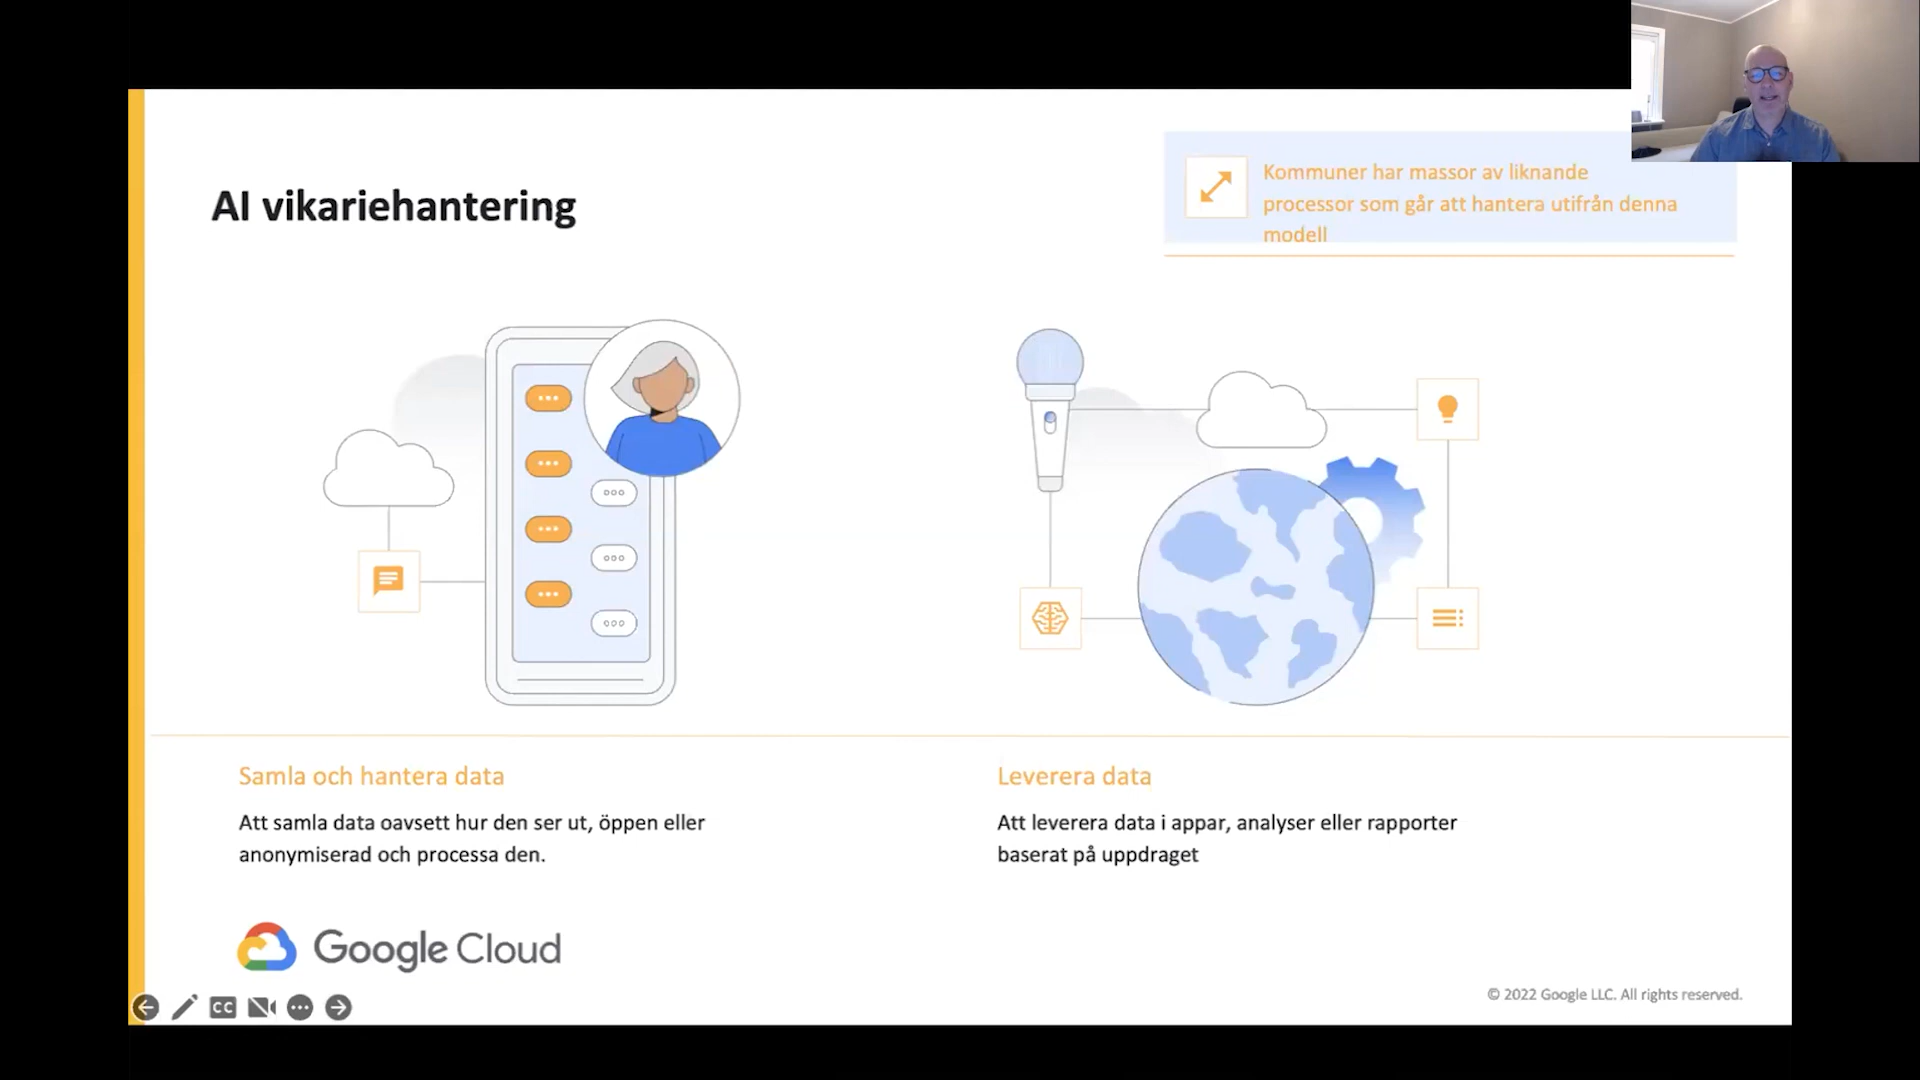 AI vikariehantering
Kommuner har massor av liknande
processor som går att hantera utifrån denna
modell
Samla och hantera data
Att samla data oavsett hur den ser ut, öppen eller
anonymiserad och processa den.
Leverera data
Att leverera data i appar, analyser eller rapporter
baserat på uppdraget
Google Cloud
© 2022 Google LLC. All rights reserved.
CC